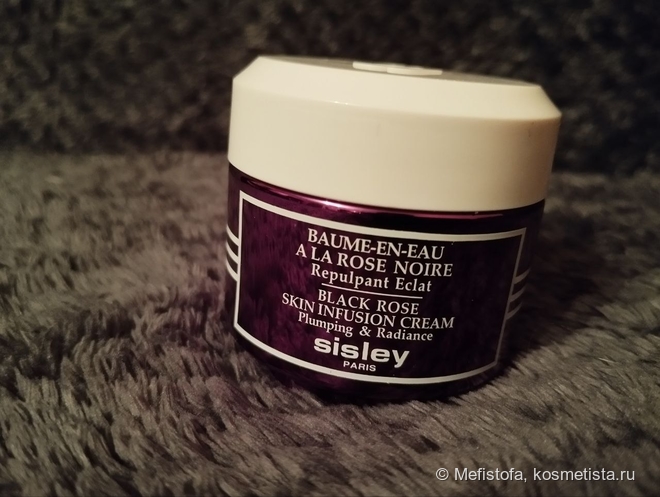 BAUME-EN-EAU
A LA ROSE NOIRE
Repulpant Eclat
BLACK ROSE
SKIN INFUSION CREAM
Plumping & Radiance
sisley
PARIS
© Mefistofa, kosmetista.ru